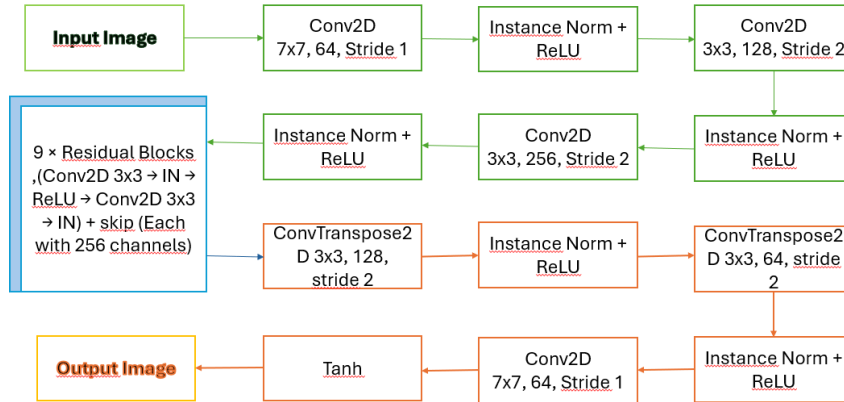 Input Image
Conv2D
7x7, 64, Stride 1
Instance Norm +
ReLU
Conv2D
3x3, 128, Stride 2
Instance Norm +
ReLU
Conv2D
3x3, 256, Stride 2
Instance Norm +
ReLU
9 × Residual Blocks
,(Conv2D 3x3 → IN →
ReLU → Conv2D 3x3
→ IN) + skip (Each
with 256 channels)
ConvTranspose2
D 3x3, 128,
stride 2
Instance Norm +
ReLU
ConvTranspose2
D 3x3, 64, stride
2
Instance Norm +
ReLU
Conv2D
7x7, 64, Stride 1
Tanh
Output Image